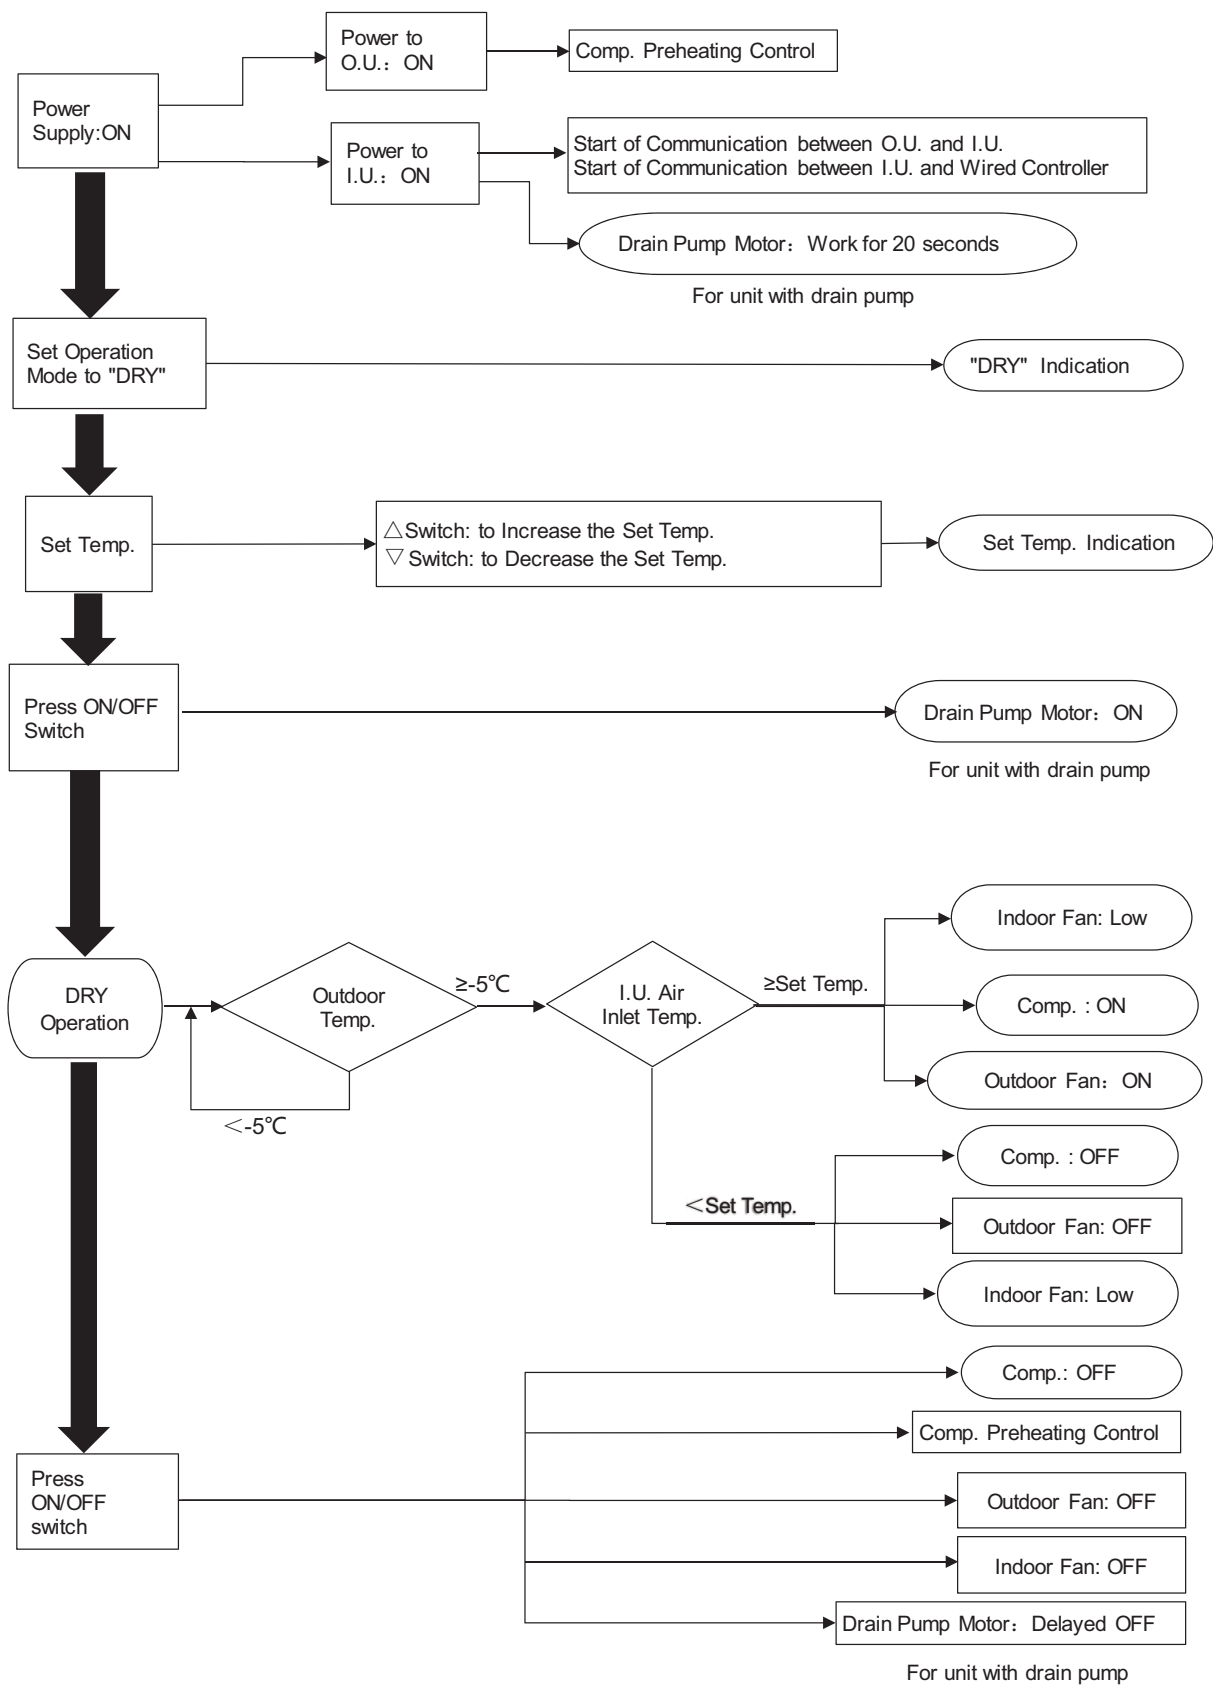 Power to
O.U.：ON
Comp. Preheating Control
Power
Supply:ON
Power to
I.U.：ON
Start of Communication between O.U. and I.U.
Start of Communication between I.U. and Wired Controller
Drain Pump Motor：Work for 20 seconds
For unit with drain pump
Set Operation
Mode to "DRY"
"DRY" Indication
Set Temp.
△Switch: to Increase the Set Temp.
▽ Switch: to Decrease the Set Temp.
Set Temp. Indication
Press ON/OFF
Switch
Drain Pump Motor：ON
For unit with drain pump
DRY
Operation
Outdoor
Temp.
≥-5℃
＜-5℃
I.U. Air
Inlet Temp.
≥Set Temp.
Indoor Fan: Low
Comp. : ON
Outdoor Fan：ON
＜Set Temp.
Comp. : OFF
Outdoor Fan: OFF
Indoor Fan: Low
Press
ON/OFF
switch
Comp.: OFF
Comp. Preheating Control
Outdoor Fan: OFF
Indoor Fan: OFF
Drain Pump Motor：Delayed OFF
For unit with drain pump